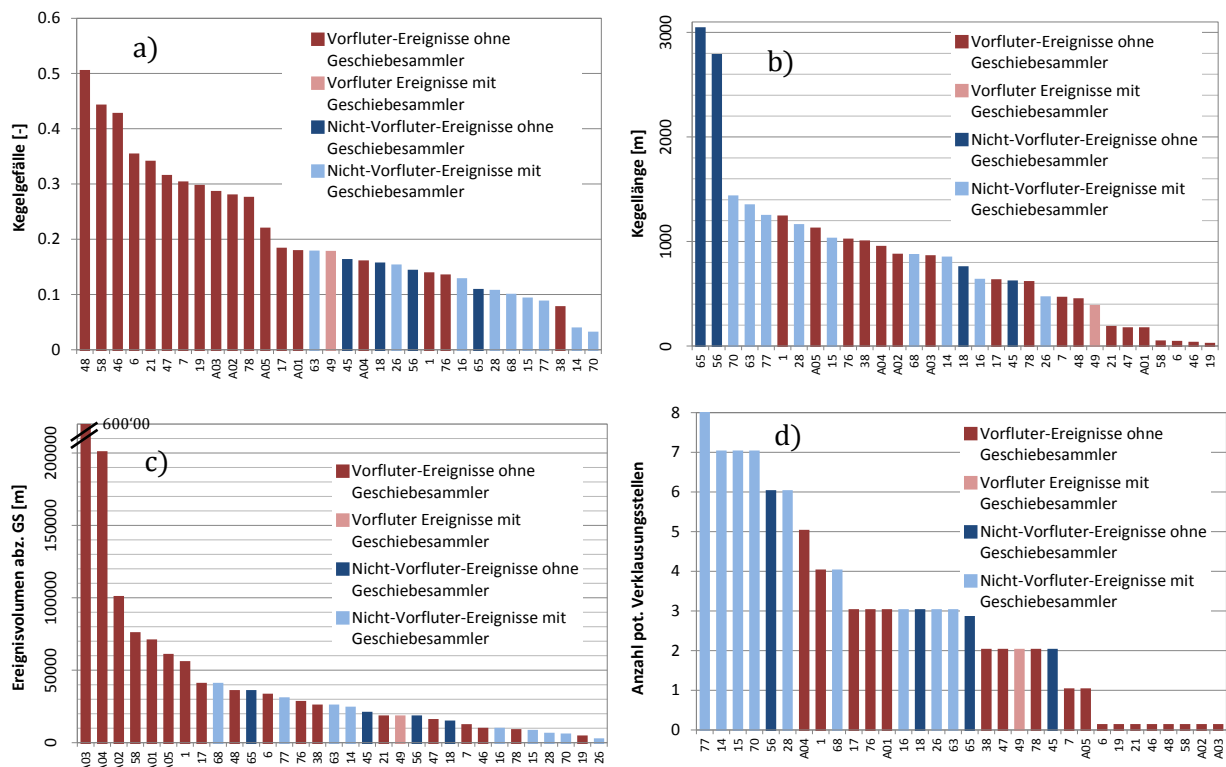 a)
Kegelgefälle [-]
0.6
0.5
0.4
0.3
0.2
0.1
0
Vorfluter-Ereignisse ohne
Geschiebesammler
Vorfluter Ereignisse mit
Geschiebesammler
Nicht-Vorfluter-Ereignisse ohne
Geschiebesammler
Nicht-Vorfluter-Ereignisse mit
Geschiebesammler
48 58 46 6 21 47 7 19 A03 A02 78 A05 17 A01 63 49 45 A04 18 26 56 1 76 16 65 28 68 15 77 38 14 70
b)
Kegellänge [m]
3000
2000
1000
0
Vorfluter-Ereignisse ohne
Geschiebesammler
Vorfluter Ereignisse mit
Geschiebesammler
Nicht-Vorfluter-Ereignisse ohne
Geschiebesammler
Nicht-Vorfluter-Ereignisse mit
Geschiebesammler
65 56 70 63 77 1 28 A05 15 76 38 A04 A02 68 A03 14 18 16 17 45 78 26 7 48 49 21 47 A01 58 6 46 19
c)
600'00
Ereignisvolumen abz. GS [m]
200000
150000
100000
50000
0
Vorfluter-Ereignisse ohne
Geschiebesammler
Vorfluter Ereignisse mit
Geschiebesammler
Nicht-Vorfluter-Ereignisse ohne
Geschiebesammler
Nicht-Vorfluter-Ereignisse mit
Geschiebesammler
A03 A04 A02 58 A01 A05 1 17 68 48 65 6 77 76 38 63 14 45 21 49 56 47 18 7 46 16 78 15 28 70 19 26
d)
Anzahl pot. Verklausungsstellen
8
7
6
5
4
3
2
1
0
Vorfluter-Ereignisse ohne
Geschiebesammler
Vorfluter Ereignisse mit
Geschiebesammler
Nicht-Vorfluter-Ereignisse ohne
Geschiebesammler
Nicht-Vorfluter-Ereignisse mit
Geschiebesammler
77 14 15 70 56 28 A04 1 68 17 76 A01 16 18 26 63 65 38 47 49 78 45 7 A05 6 19 21 46 48 58 A02 A03